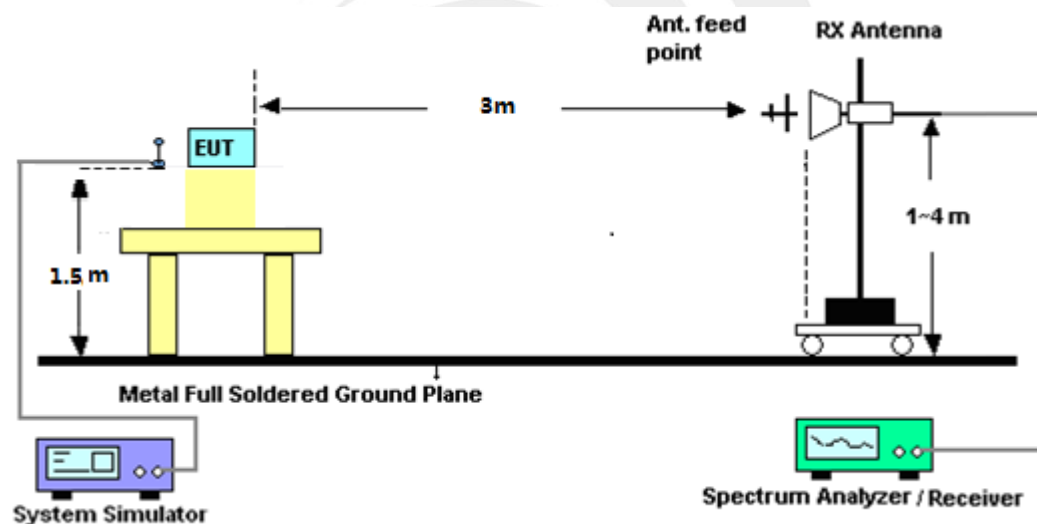 Ant. feed
point
RX Antenna
3m
EUT
1~4 m
1.5 m
Metal Full Soldered Ground Plane
System Simulator
Spectrum Analyzer / Receiver